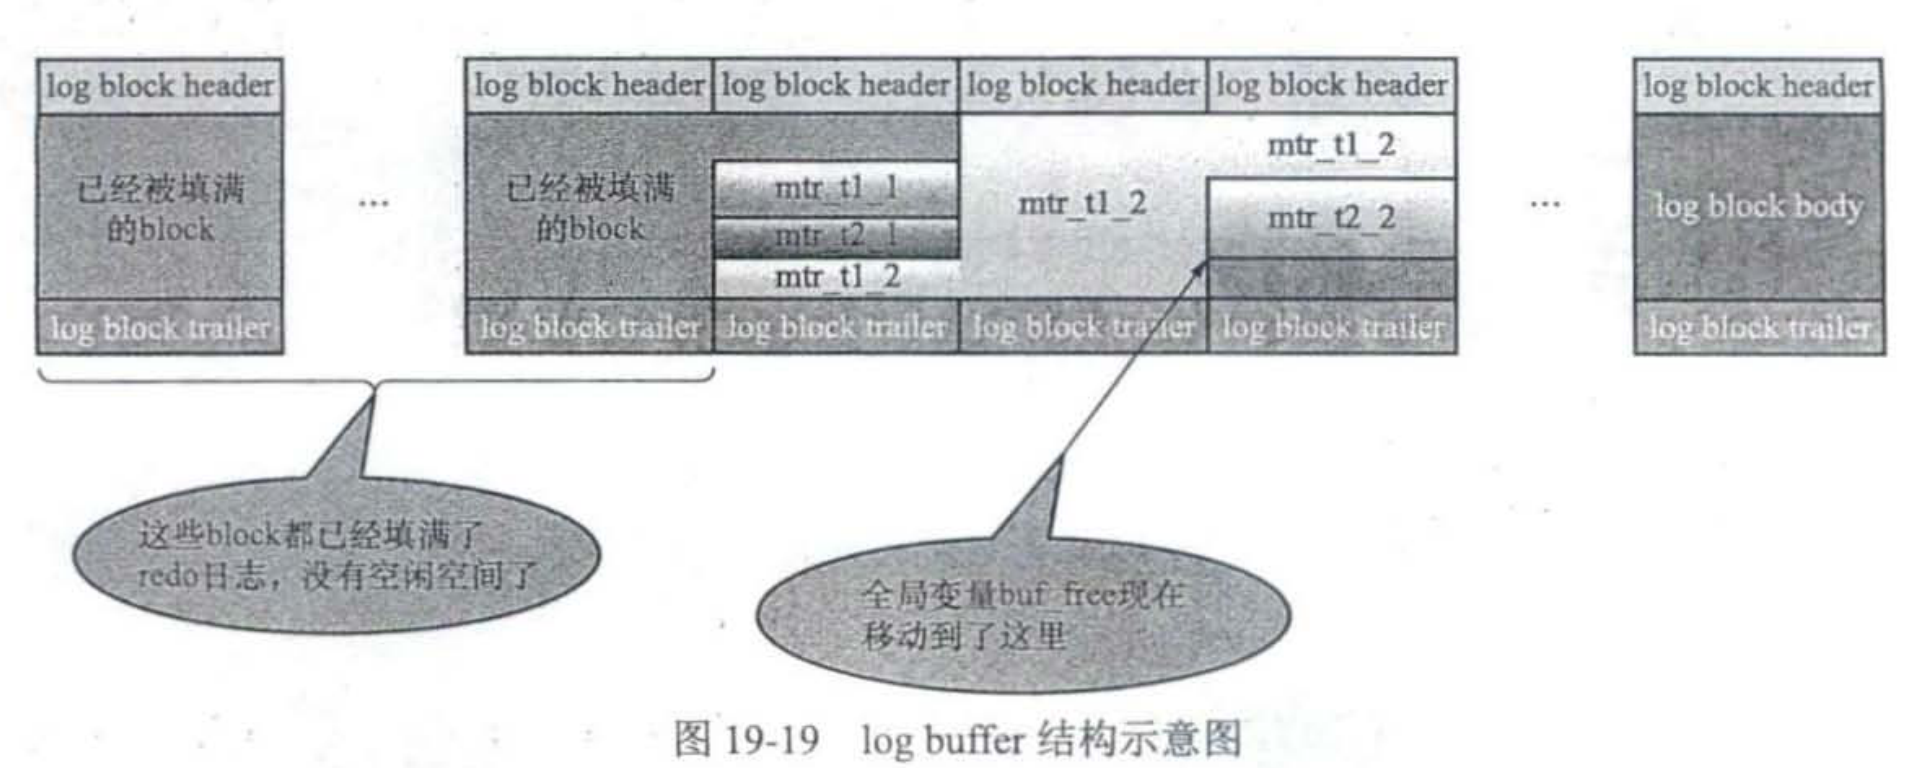 log block header
已经被填满
的block
log block trailer
...
log block header
已经被填满
的block
log block trailer
log block header
mtr_t1_1
mtr_t2_1
mtr_t1_2
log block trailer
log block header
mtr_t1_2
log block trailer
log block header
mtr_t1_2
mtr_t2_2
log block trailer
...
log block header
log block body
log block trailer
这些block都已经填满了
redo日志，没有空闲空间了
全局变量buf_free现在
移动到了这里
图 19-19 log buffer 结构示意图